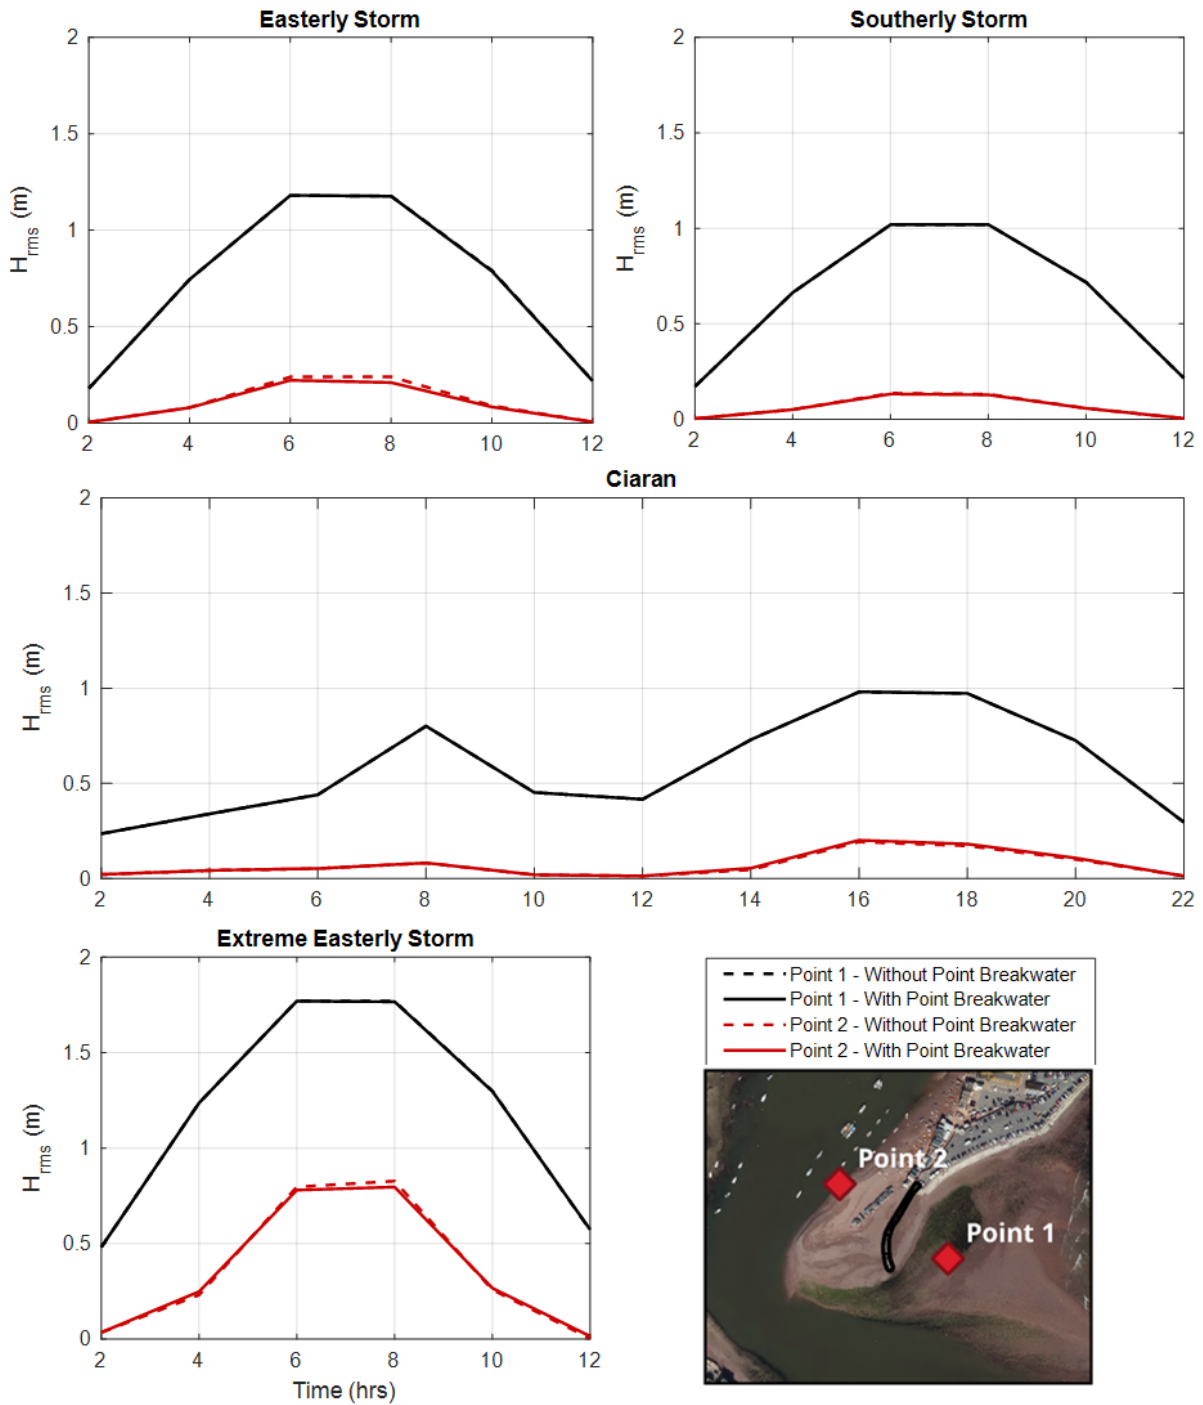 Easterly Storm
2
1.5
1
0.5
0
H_rms (m)
2 4 6 8 10 12
Southerly Storm
2
1.5
1
0.5
0
H_rms (m)
2 4 6 8 10 12
Ciaran
2
1.5
1
0.5
0
H_rms (m)
2 4 6 8 10 12 14 16 18 20 22
Extreme Easterly Storm
2
1.5
1
0.5
0
H_rms (m)
2 4 6 8 10 12
Time (hrs)
Point 1 - Without Point Breakwater
Point 1 - With Point Breakwater
Point 2 - Without Point Breakwater
Point 2 - With Point Breakwater
Point 2
Point 1